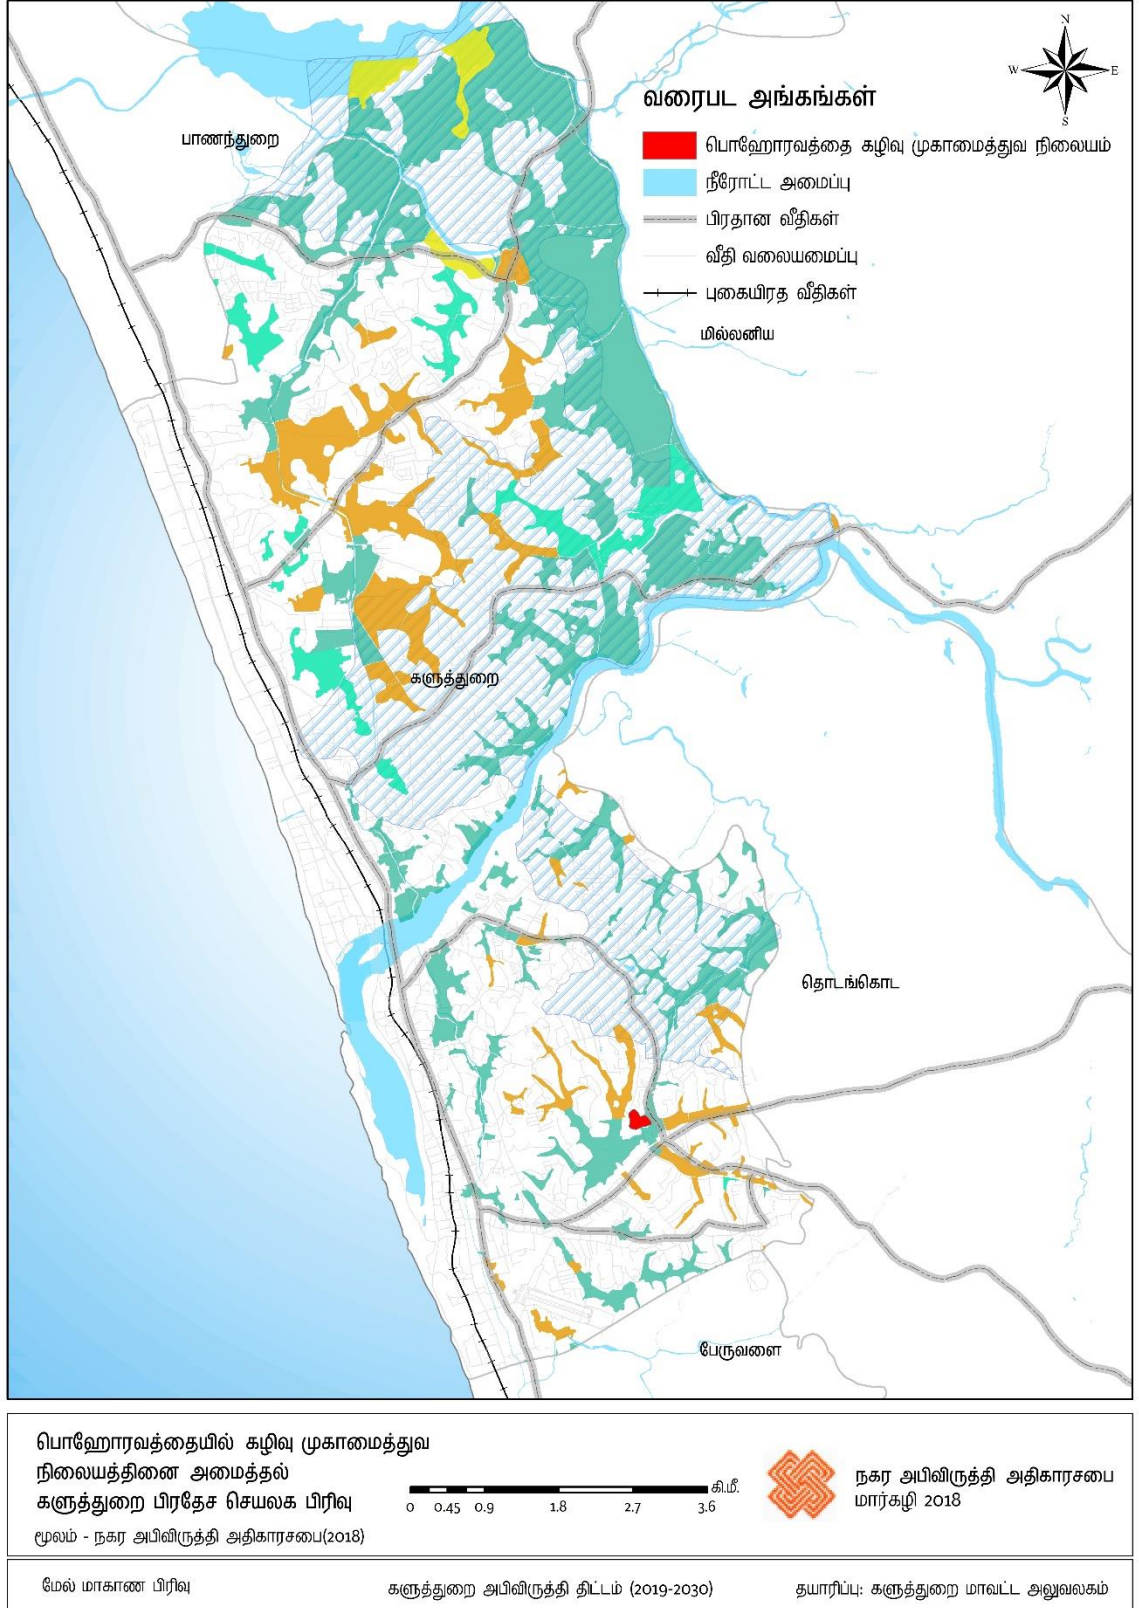 N
W
E
S
வரைபட அங்கங்கள்
பொஹோரவத்தை கழிவு முகாமைத்துவ நிலையம்
நீரோட்ட அமைப்பு
பிரதான வீதிகள்
வீதி வலையமைப்பு
புகையிரத வீதிகள்
பாணந்துறை
மில்லனிய
களுத்துறை
தொடங்கொட
பேருவளை
பொஹோரவத்தையில் கழிவு முகாமைத்துவ
நிலையத்தினை அமைத்தல்
களுத்துறை பிரதேச செயலக பிரிவு
மூலம் - நகர அபிவிருத்தி அதிகாரசபை(2018)
கி.மீ.
0 0.45 0.9 1.8 2.7 3.6
நகர அபிவிருத்தி அதிகாரசபை
மார்கழி 2018
மேல் மாகாண பிரிவு
களுத்துறை அபிவிருத்தி திட்டம் (2019-2030)
தயாரிப்பு: களுத்துறை மாவட்ட அலுவலகம்